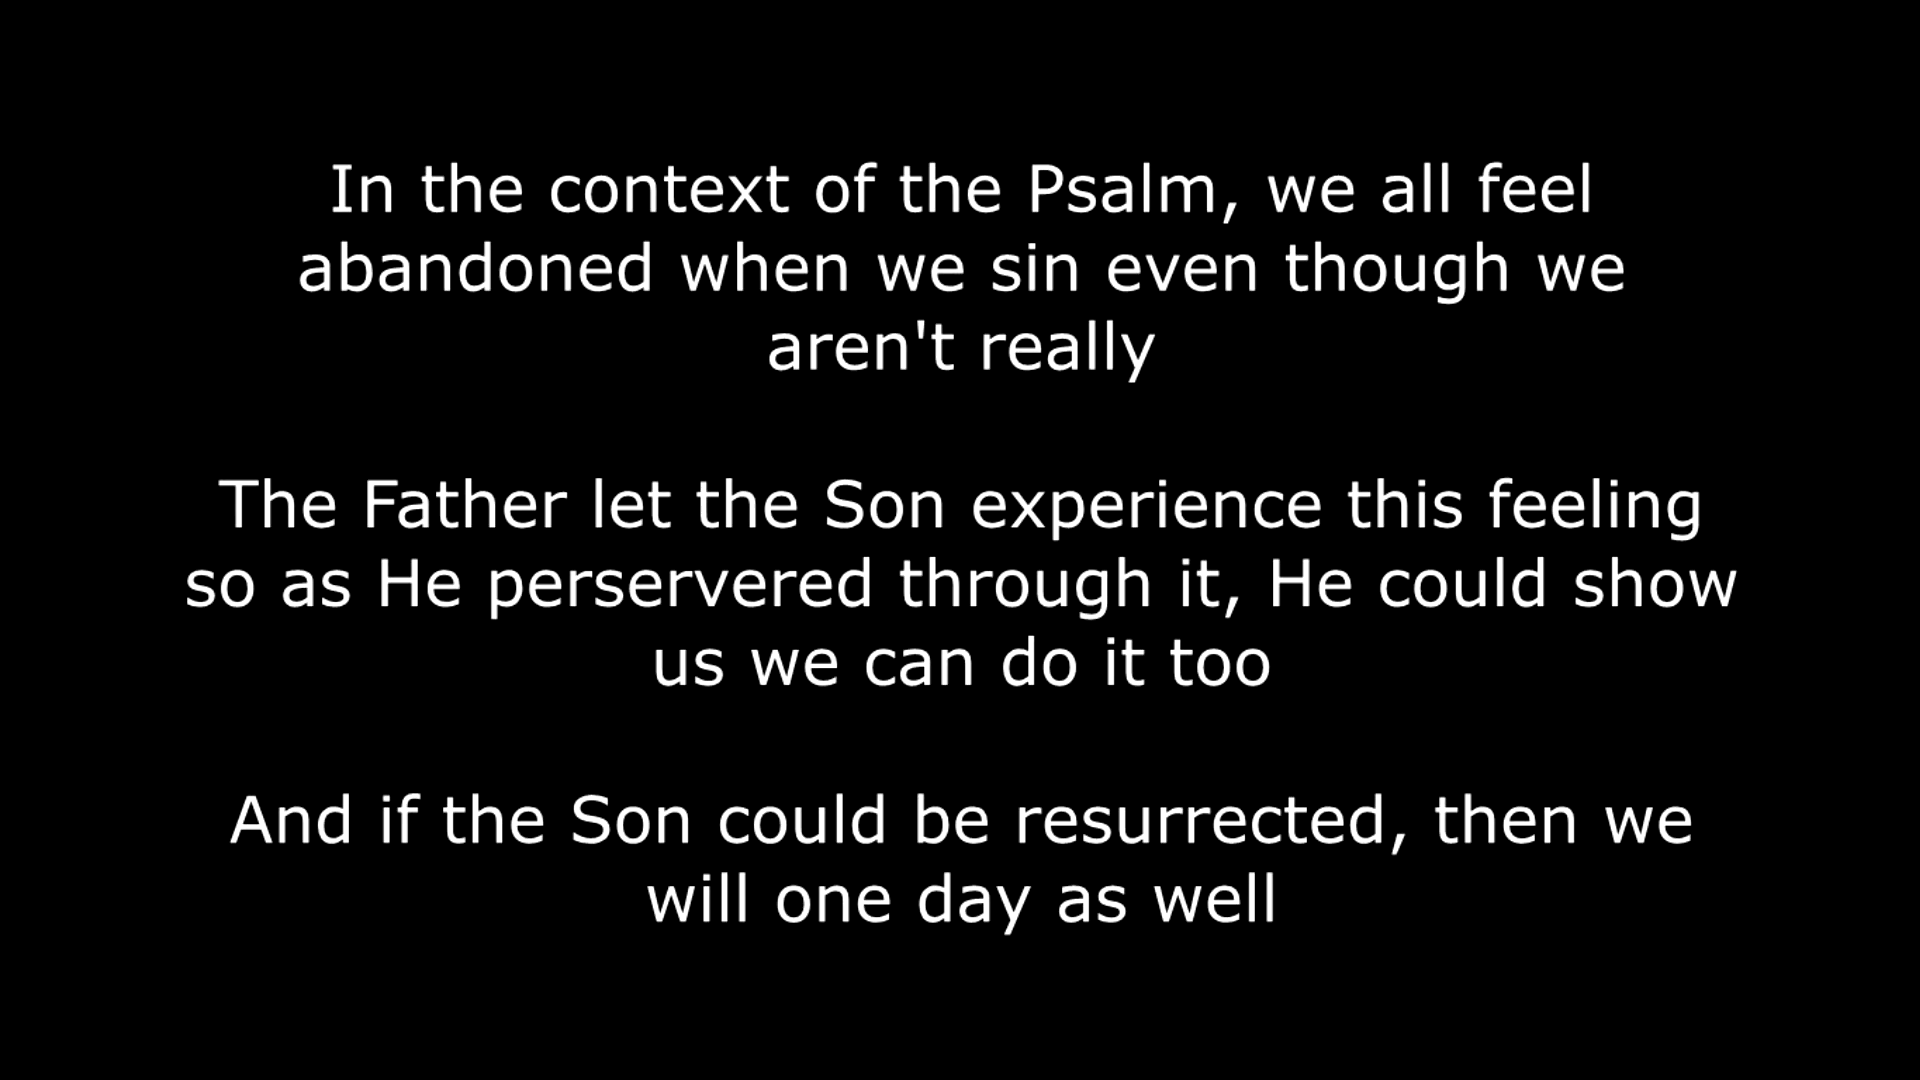 In the context of the Psalm, we all feel
abandoned when we sin even though we
aren't really
The Father let the Son experience this feeling
so as He perservered through it, He could show
us we can do it too
And if the Son could be resurrected, then we
will one day as well